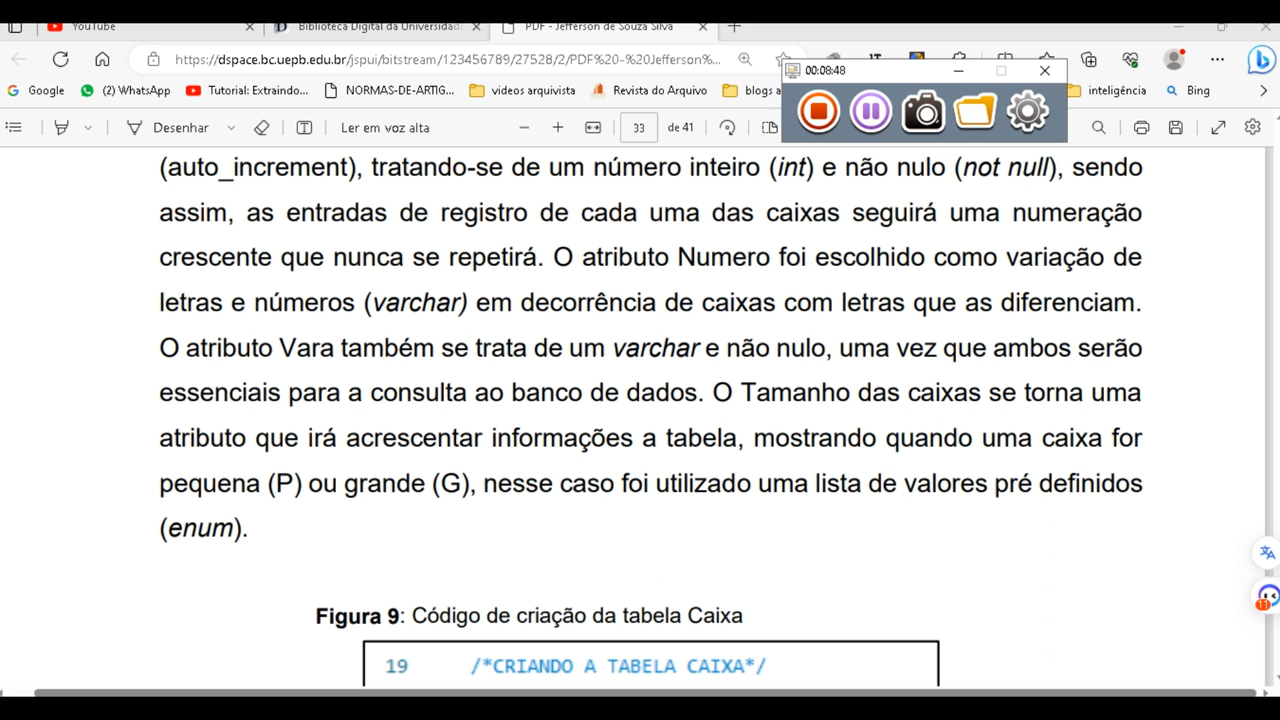 YouTube
Biblioteca Digital da Universidade
PDF - Jefferson de Souza Silva
00:08:48
https://dspace.bc.uepb.edu.br/jspui/bitstream/123456789/27528/2/PDF%20-%20Jefferson%...
Google
(2) WhatsApp
Tutorial: Extraindo...
NORMAS-DE-ARTIG...
videos arquivista
Revista do Arquivo
blogs a
inteligência
Bing
Desenhar
Ler em voz alta
33
de 41
(auto_increment), tratando-se de um número inteiro (int) e não nulo (not null), sendo
assim, as entradas de registro de cada uma das caixas seguirá uma numeração
crescente que nunca se repetirá. O atributo Numero foi escolhido como variação de
letras e números (varchar) em decorrência de caixas com letras que as diferenciam.
O atributo Vara também se trata de um varchar e não nulo, uma vez que ambos serão
essenciais para a consulta ao banco de dados. O Tamanho das caixas se torna uma
atributo que irá acrescentar informações a tabela, mostrando quando uma caixa for
pequena (P) ou grande (G), nesse caso foi utilizado uma lista de valores pré definidos
(enum).
Figura 9: Código de criação da tabela Caixa
19 /*CRIANDO A TABELA CAIXA*/
11